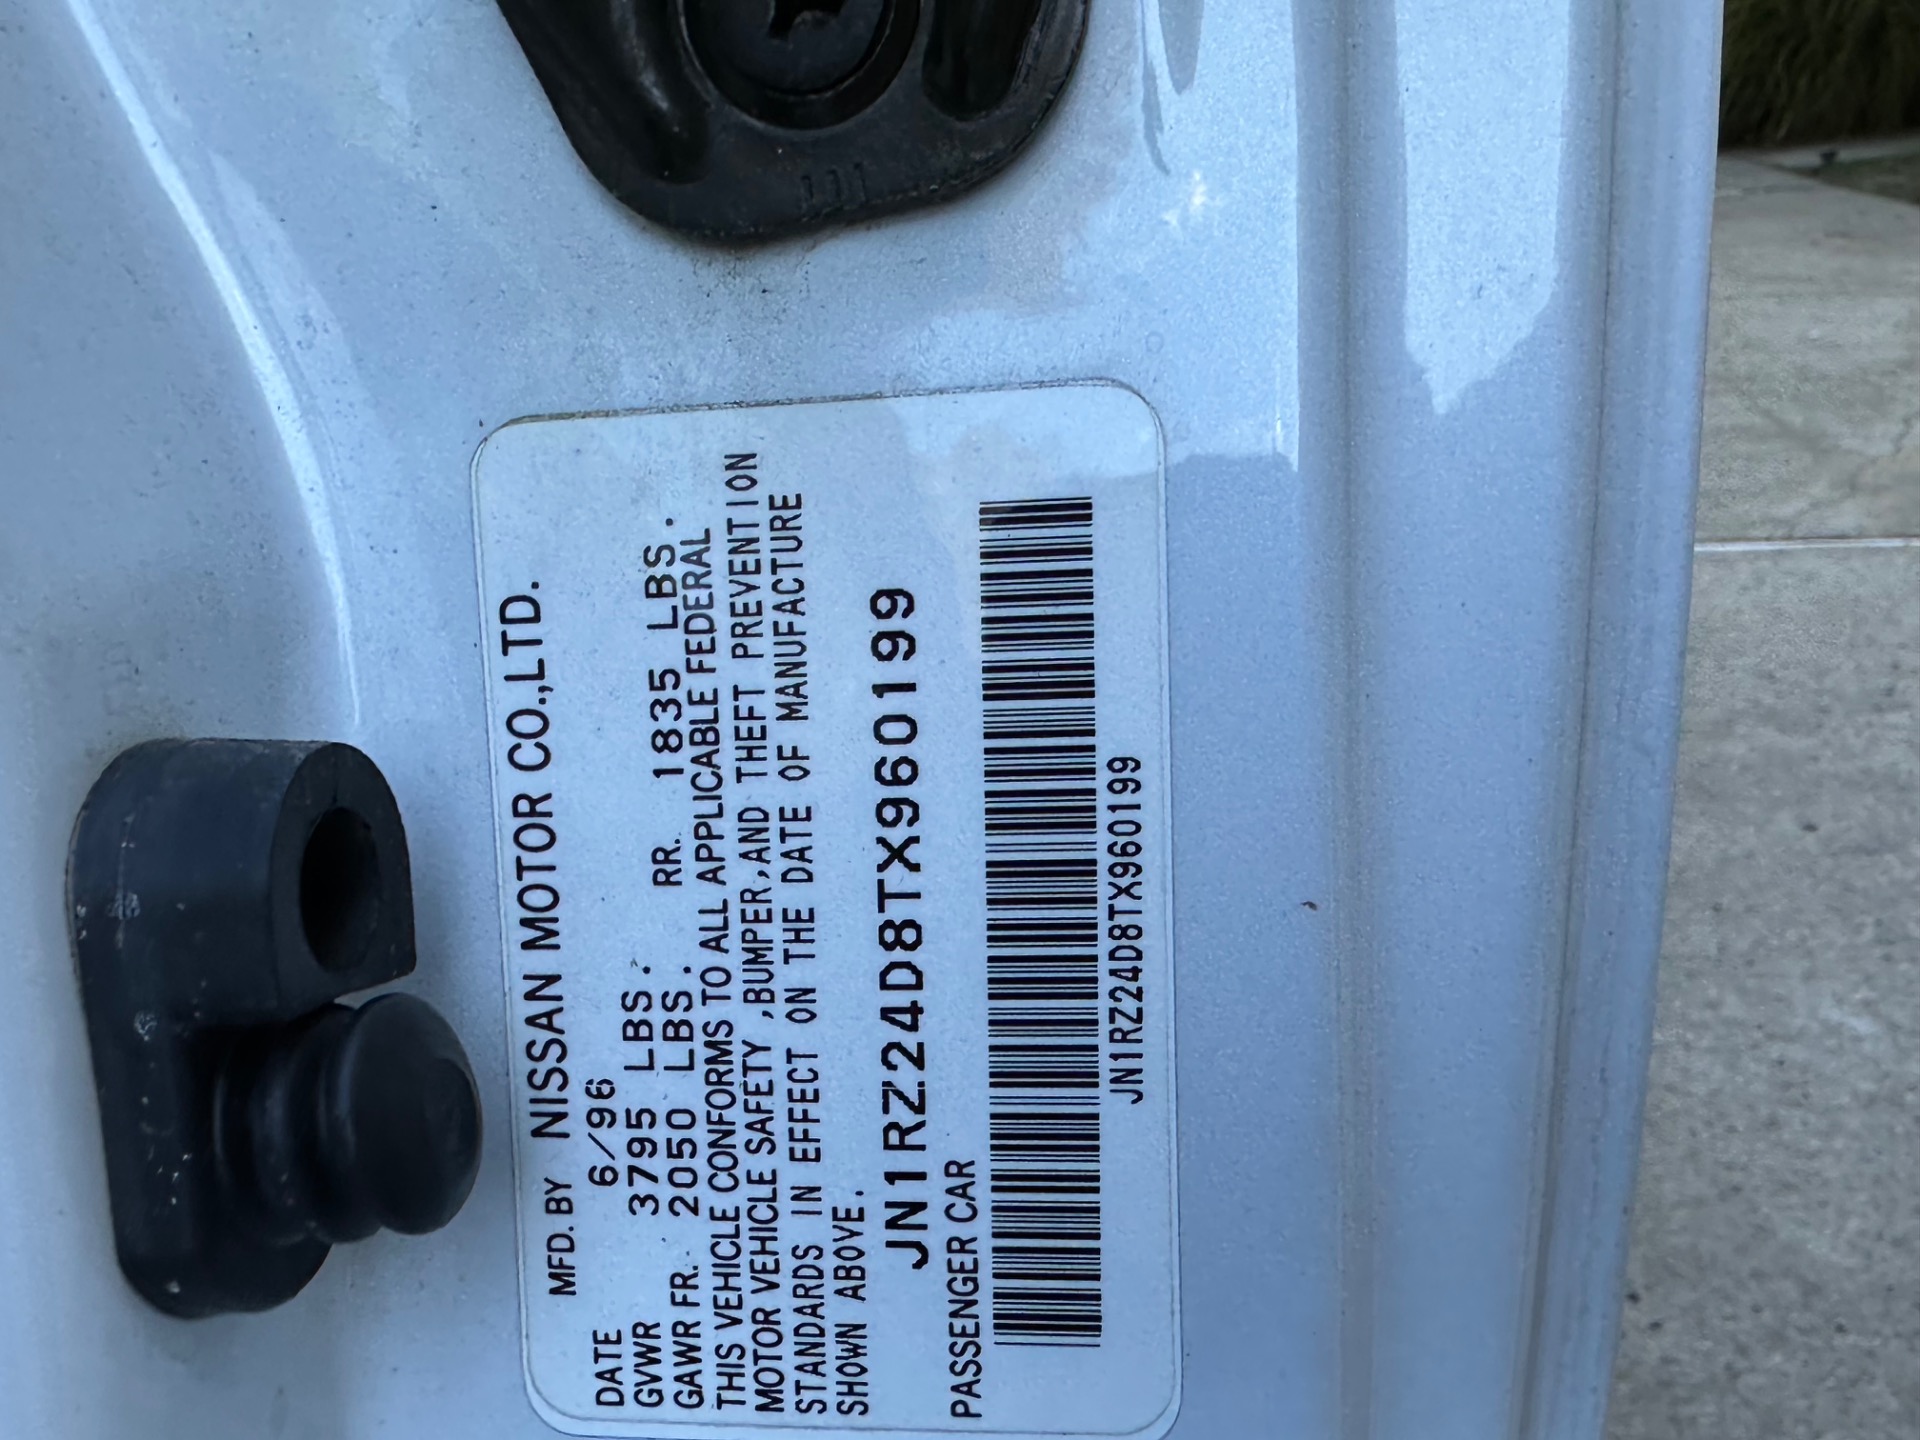 MFD. BY NISSAN MOTOR CO.,LTD.
DATE 6/96
GVWR 3795 LBS.
GAWR FR. 2050 LBS. RR. 1835 LBS.
THIS VEHICLE CONFORMS TO ALL APPLICABLE FEDERAL
MOTOR VEHICLE SAFETY ,BUMPER,AND THEFT PREVENTION
STANDARDS IN EFFECT ON THE DATE OF MANUFACTURE
SHOWN ABOVE.
JN1RZ24D8TX960199
PASSENGER CAR
JN1RZ24D8TX960199